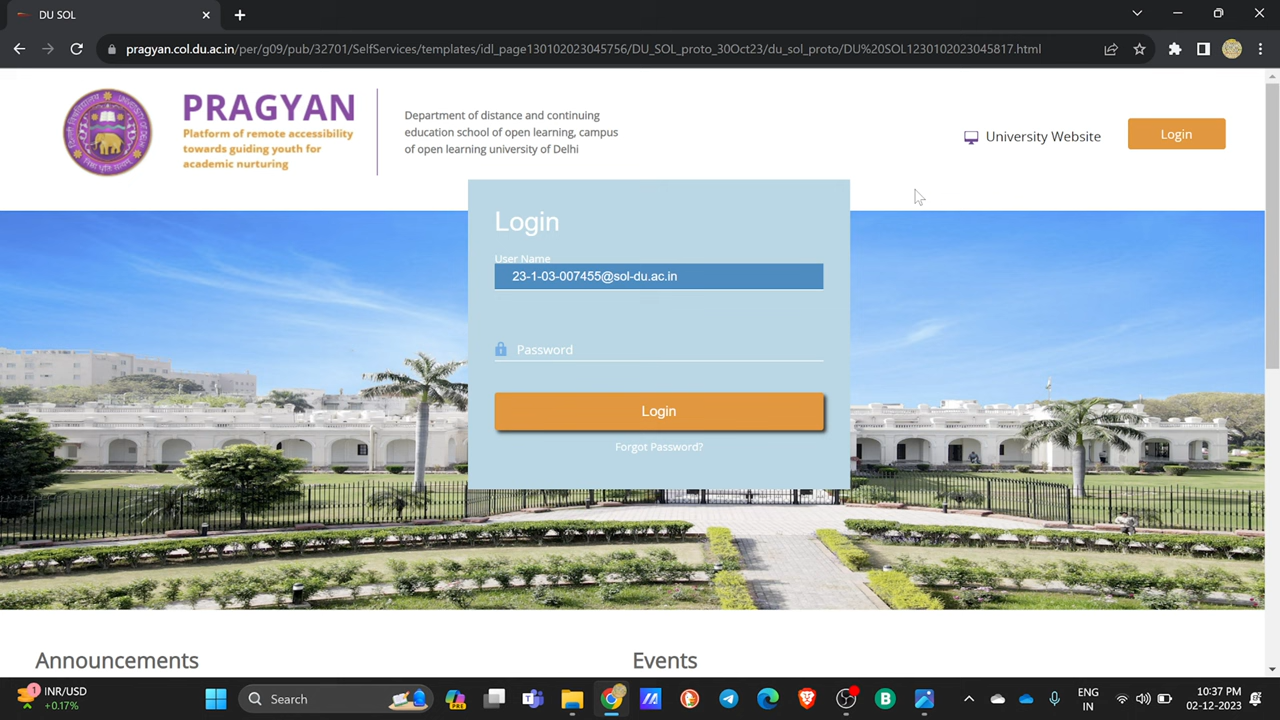 DU SOL
pragyan.col.du.ac.in/per/g09/pub/32701/SelfServices/templates/idl_page130102023045756/DU_SOL_proto_30Oct23/du_sol_proto/DU%20SOL1230102023045817.html
PRAGYAN
Platform of remote accessibility
towards guiding youth for
academic nurturing
Department of distance and continuing
education school of open learning, campus
of open learning university of Delhi
University Website
Login
Login
User Name
23-1-03-007455@sol-du.ac.in
Password
Login
Forgot Password?
Announcements
Events
1
INR/USD
+0.17%
Search
PRE
ENG
IN
10:37 PM
02-12-2023